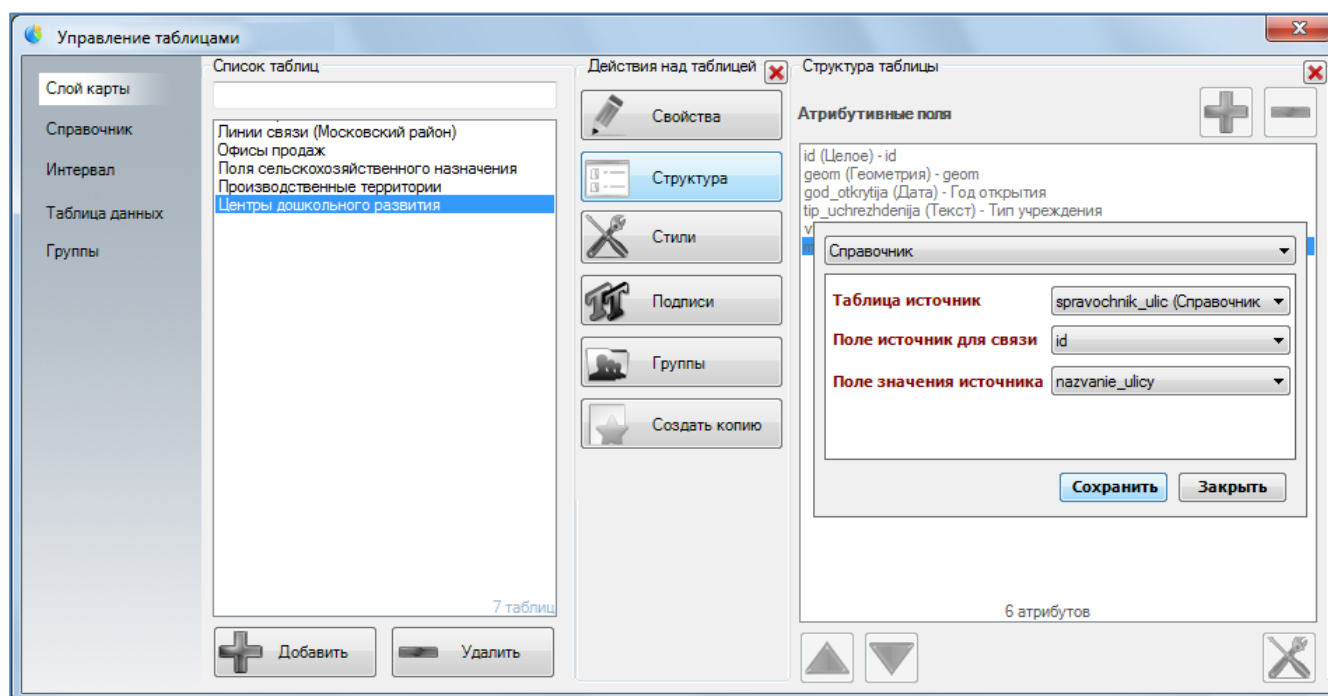 Управление таблицами
Слой карты
Справочник
Интервал
Таблица данных
Группы
Список таблиц
Линии связи (Московский район)
Офисы продаж
Поля сельскохозяйственного назначения
Производственные территории
Центры дошкольного развития
7 таблиц
Добавить
Удалить
Действия над таблицей
Свойства
Структура
Стили
Подписи
Группы
Создать копию
Структура таблицы
Атрибутивные поля
id (Целое) - id
geom (Геометрия) - geom
god_otkrytija (Дата) - Год открытия
tip_uchrezhdenija (Текст) - Тип учреждения
Справочник
Таблица источник
spravochnik_ulic (Справочник
Поле источник для связи
id
Поле значения источника
nazvanie_ulicy
Сохранить
Закрыть
6 атрибутов